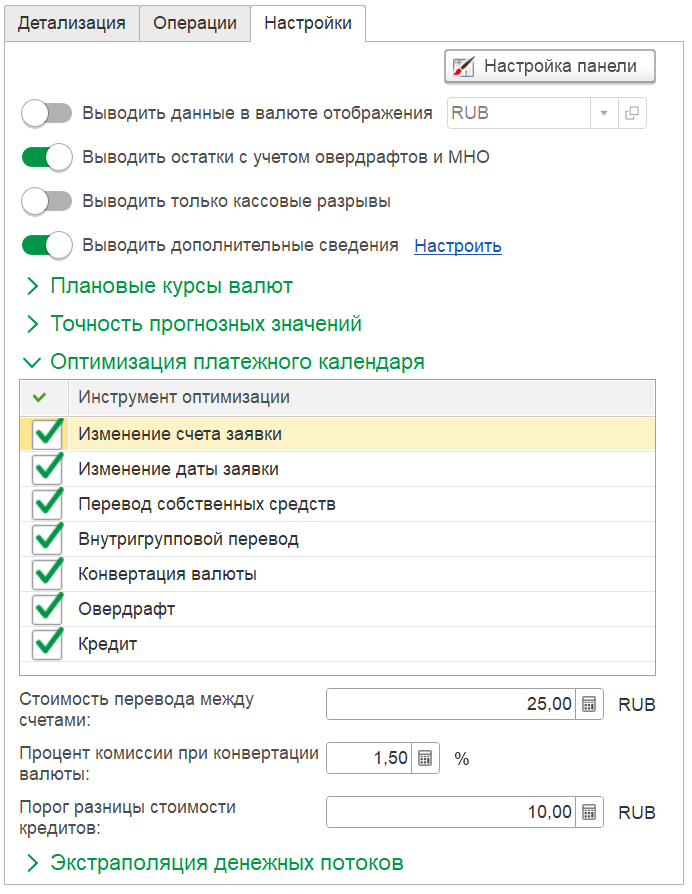 Детализация Операции Настройки
Настройка панели
Выводить данные в валюте отображения RUB
Выводить остатки с учетом овердрафтов и МНО
Выводить только кассовые разрывы
Выводить дополнительные сведения Настроить
Плановые курсы валют
Точность прогнозных значений
Оптимизация платежного календаря
Инструмент оптимизации
Изменение счета заявки
Изменение даты заявки
Перевод собственных средств
Внутригрупповой перевод
Конвертация валюты
Овердрафт
Кредит
Стоимость перевода между
счетами:
25,00 RUB
Процент комиссии при конвертации
валюты:
1,50 %
Порог разницы стоимости
кредитов:
10,00 RUB
Экстраполяция денежных потоков